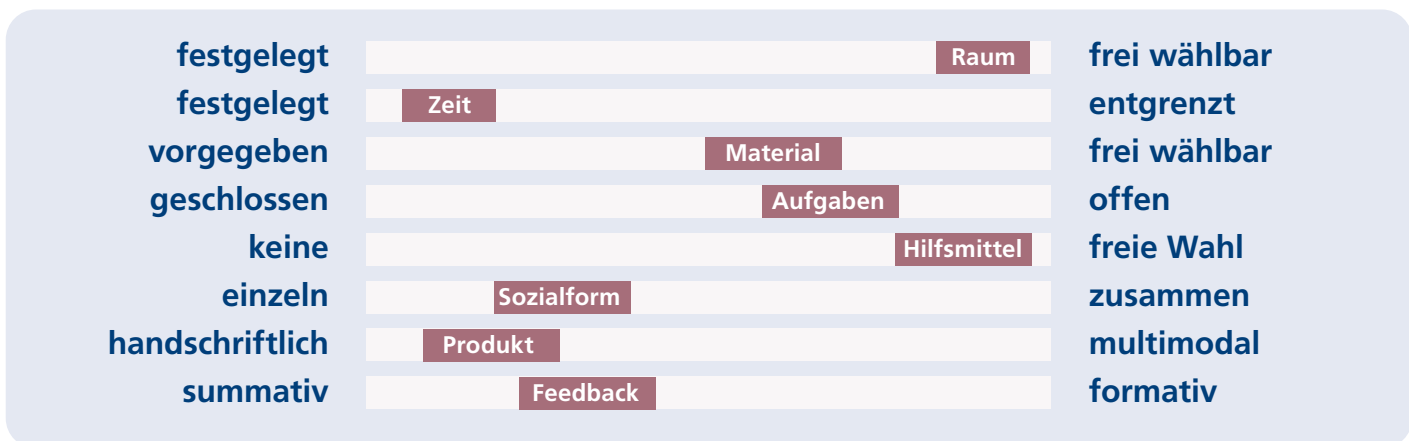 festgelegt Raum frei wählbar
festgelegt Zeit entgrenzt
vorgegeben Material frei wählbar
geschlossen Aufgaben offen
keine Hilfsmittel freie Wahl
einzeln Sozialform zusammen
handschriftlich Produkt multimodal
summativ Feedback formativ